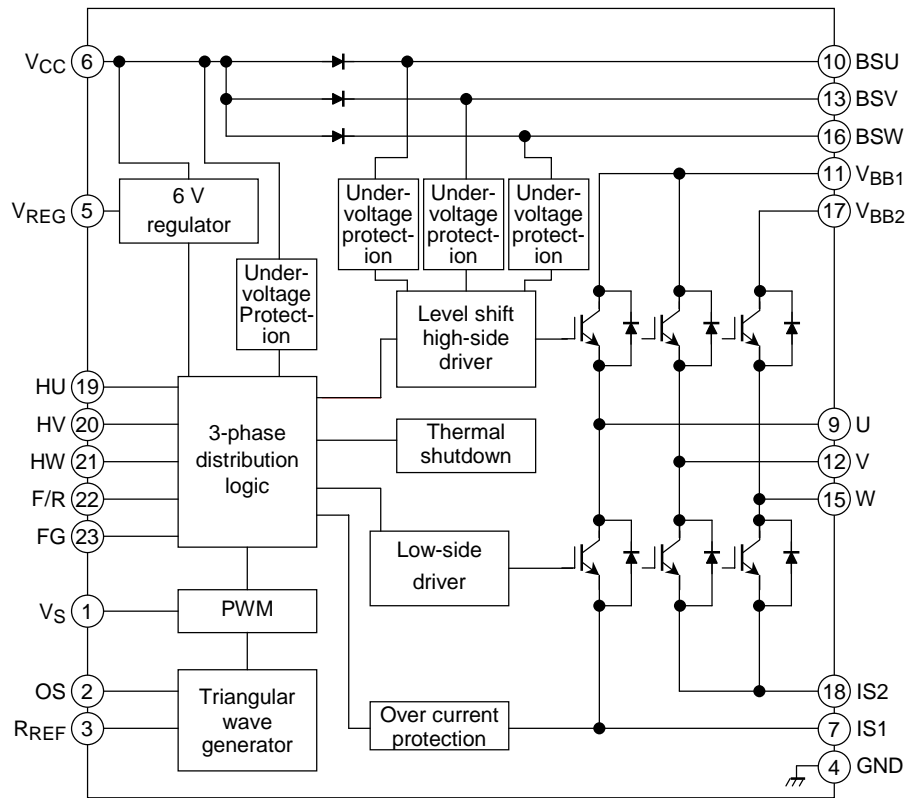 VCC 6
10 BSU
13 BSV
16 BSW
11 VBB1
17 VBB2
VREG 5
6 V
regulator
Under-
voltage
Protect-
ion
Under-
voltage
protect-
ion
Under-
voltage
protect-
ion
Under-
voltage
protect-
ion
Level shift
high-side
driver
HU 19
HV 20
HW 21
F/R 22
FG 23
3-phase
distribution
logic
Thermal
shutdown
9 U
12 V
15 W
Low-side
driver
VS 1
PWM
OS 2
RREF 3
Triangular
wave
generator
Over current
protection
18 IS2
7 IS1
4 GND